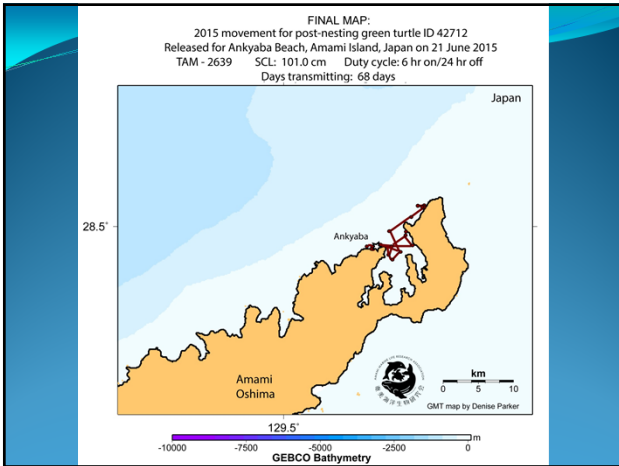 FINAL MAP:
2015 movement for post-nesting green turtle ID 42712
Released for Ankyaba Beach, Amami Island, Japan on 21 June 2015
TAM - 2639 SCL: 101.0 cm Duty cycle: 6 hr on/24 hr off
Days transmitting: 68 days
Japan
28.5°
Ankyaba
Amami
Oshima
km
0 5 10
GMT map by Denise Parker
129.5°
-10000 -7500 -5000 -2500 0 m
GEBCO Bathymetry